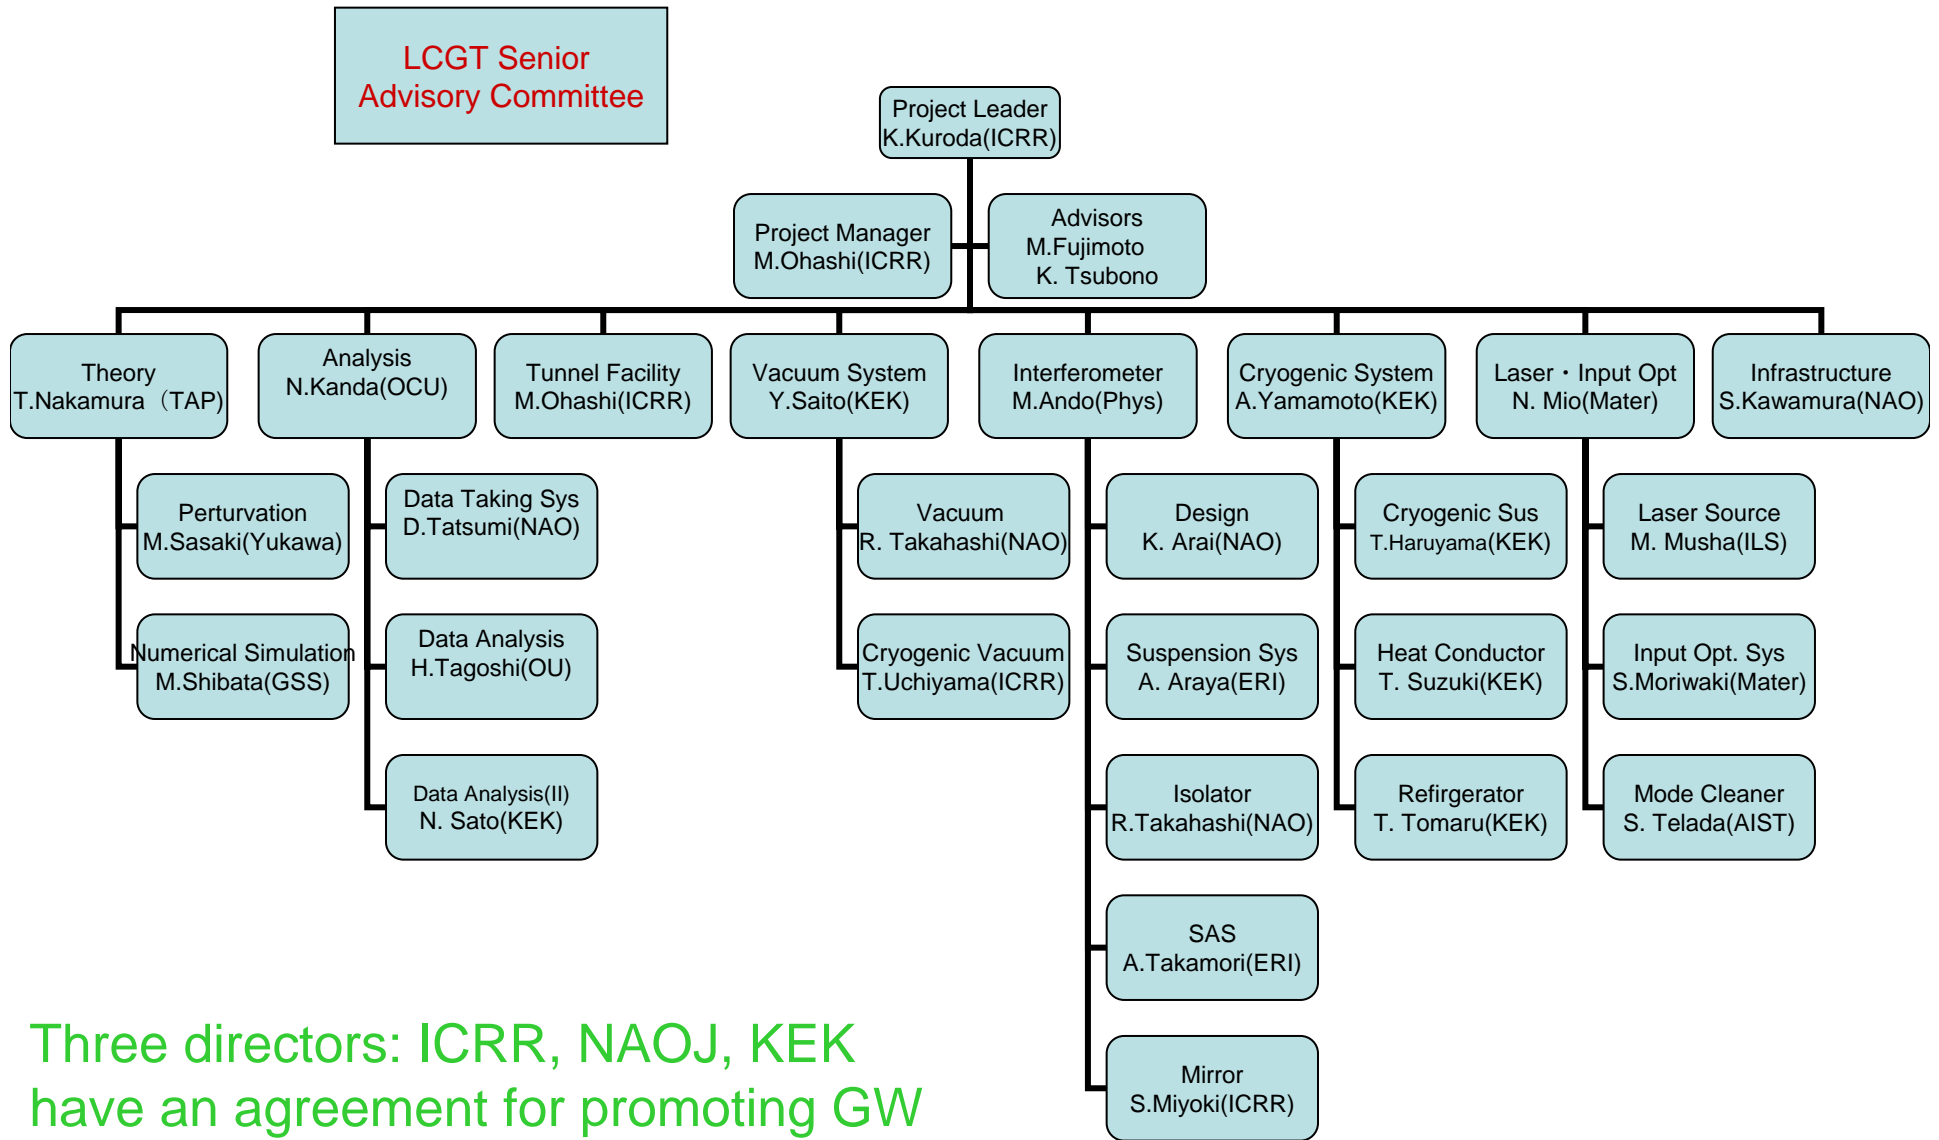 LCGT Senior
Advisory Committee
Project Leader
K.Kuroda(ICRR)
Project Manager
M.Ohashi(ICRR)
Advisors
M.Fujimoto
K. Tsubono
Theory
T.Nakamura（TAP)
Analysis
N.Kanda(OCU)
Tunnel Facility
M.Ohashi(ICRR)
Vacuum System
Y.Saito(KEK)
Interferometer
M.Ando(Phys)
Cryogenic System
A.Yamamoto(KEK)
Laser・Input Opt
N. Mio(Mater)
Infrastructure
S.Kawamura(NAO)
Perturvation
M.Sasaki(Yukawa)
Data Taking Sys
D.Tatsumi(NAO)
Vacuum
R. Takahashi(NAO)
Design
K. Arai(NAO)
Cryogenic Sus
T.Haruyama(KEK)
Laser Source
M. Musha(ILS)
Numerical Simulation
M.Shibata(GSS)
Data Analysis
H.Tagoshi(OU)
Cryogenic Vacuum
T.Uchiyama(ICRR)
Suspension Sys
A. Araya(ERI)
Heat Conductor
T. Suzuki(KEK)
Input Opt. Sys
S.Moriwaki(Mater)
Data Analysis(II)
N. Sato(KEK)
Isolator
R.Takahashi(NAO)
Refirgerator
T. Tomaru(KEK)
Mode Cleaner
S. Telada(AIST)
SAS
A.Takamori(ERI)
Mirror
S.Miyoki(ICRR)
Three directors: ICRR, NAOJ, KEK
have an agreement for promoting GW